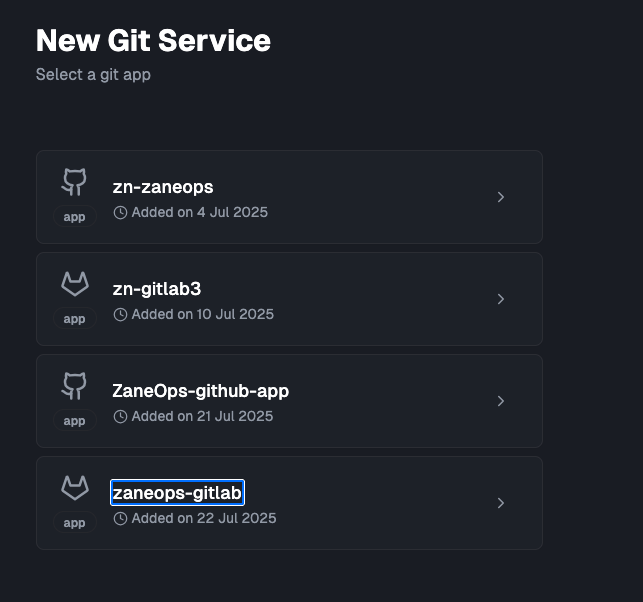 New Git Service
Select a git app
zn-zaneops
app
Added on 4 Jul 2025
zn-gitlab3
app
Added on 10 Jul 2025
ZaneOps-github-app
app
Added on 21 Jul 2025
zaneops-gitlab
app
Added on 22 Jul 2025